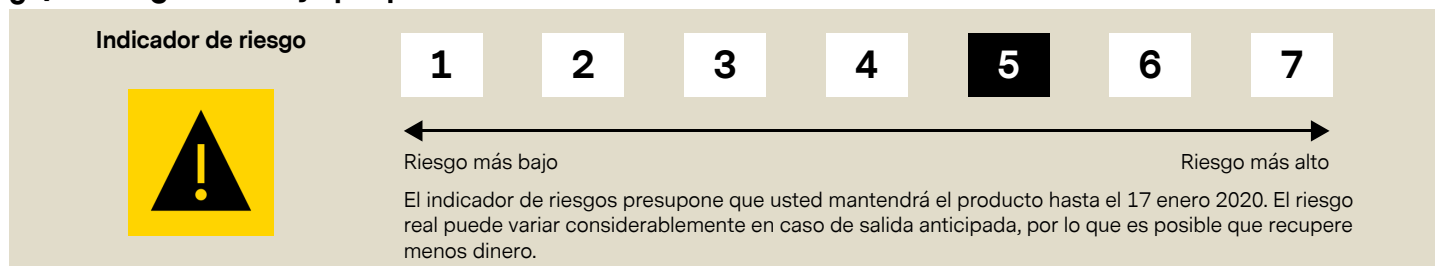 Indicador de riesgo
1 2 3 4 5 6 7
Riesgo más bajo Riesgo más alto
El indicador de riesgos presupone que usted mantendrá el producto hasta el 17 enero 2020. El riesgo
real puede variar considerablemente en caso de salida anticipada, por lo que es posible que recupere
menos dinero.